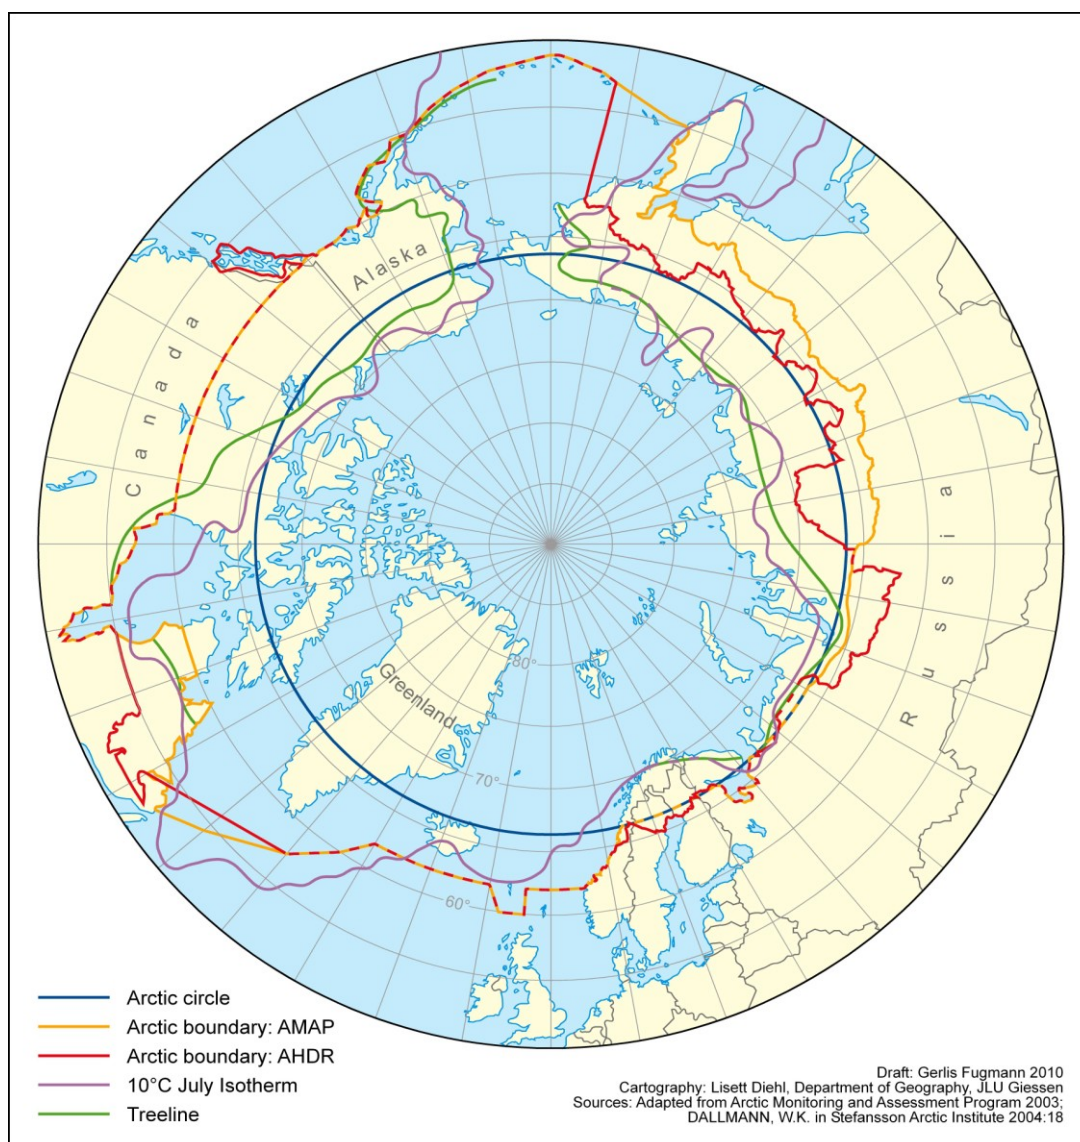 Alaska
Canada
Russia
80°
Greenland
70°
60°
Arctic circle
Arctic boundary: AMAP
Arctic boundary: AHDR
10°C July Isotherm
Treeline
Draft: Gerlis Fugmann 2010
Cartography: Lisett Diehl, Department of Geography, JLU Giessen
Sources: Adapted from Arctic Monitoring and Assessment Program 2003;
DALLMANN, W.K. in Stefansson Arctic Institute 2004:18